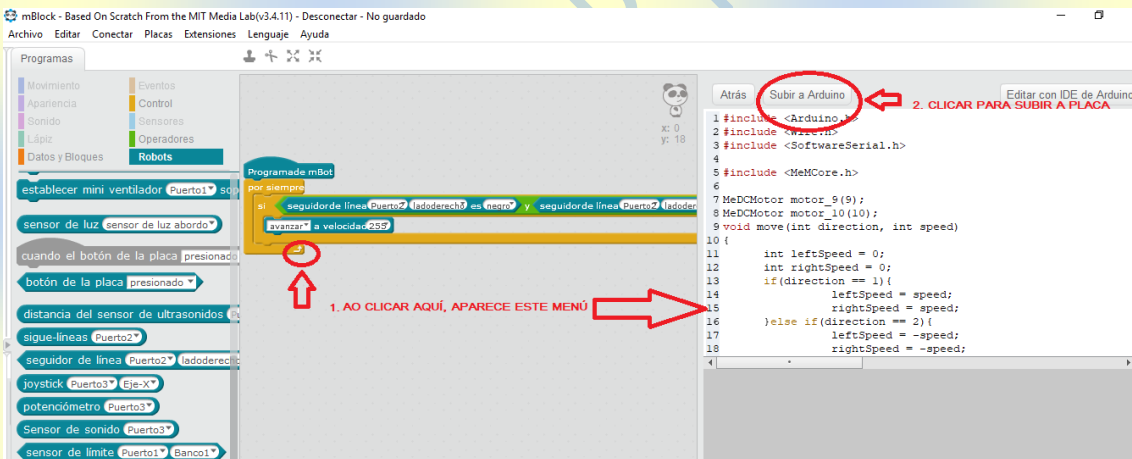 mBlock - Based On Scratch From the MIT Media Lab(v3.4.11) - Desconectar - No guardado
Archivo Editar Conectar Placas Extensiones Lenguaje Ayuda
Programas
Movimiento Eventos
Apariencia Control
Sonido Sensores
Lápiz Operadores
Datos y Bloques Robots
establecer mini ventilador Puerto1
sensor de luz sensor de luz abordo
cuando el botón de la placa presionado
botón de la placa presionado
distancia del sensor de ultrasonidos
sigue-líneas Puerto2
seguidor de línea Puerto2 ladoderecho
joystick Puerto3 Eje-X
potenciómetro Puerto3
Sensor de sonido Puerto3
sensor de límite Puerto1 Banco1
x: 0
y: 18
Programade mBot
por siempre
si seguidorde línea Puerto2 ladoderecho es negro y seguidorde línea Puerto2
avanzar a velocidad 255
1. AO CLICAR AQUÍ, APARECE ESTE MENÚ
Atrás Subir a Arduino Editar con IDE de Arduino
2. CLICAR PARA SUBIR A PLACA
1 #include <Arduino.h>
2 #include <Wire.h>
3 #include <SoftwareSerial.h>
4
5 #include <MeMCore.h>
6
7 MeDCMotor motor_9(9);
8 MeDCMotor motor_10(10);
9 void move(int direction, int speed)
10 {
11 int leftSpeed = 0;
12 int rightSpeed = 0;
13 if(direction == 1){
14 leftSpeed = speed;
15 rightSpeed = speed;
16 }else if(direction == 2){
17 leftSpeed = -speed;
18 rightSpeed = -speed;